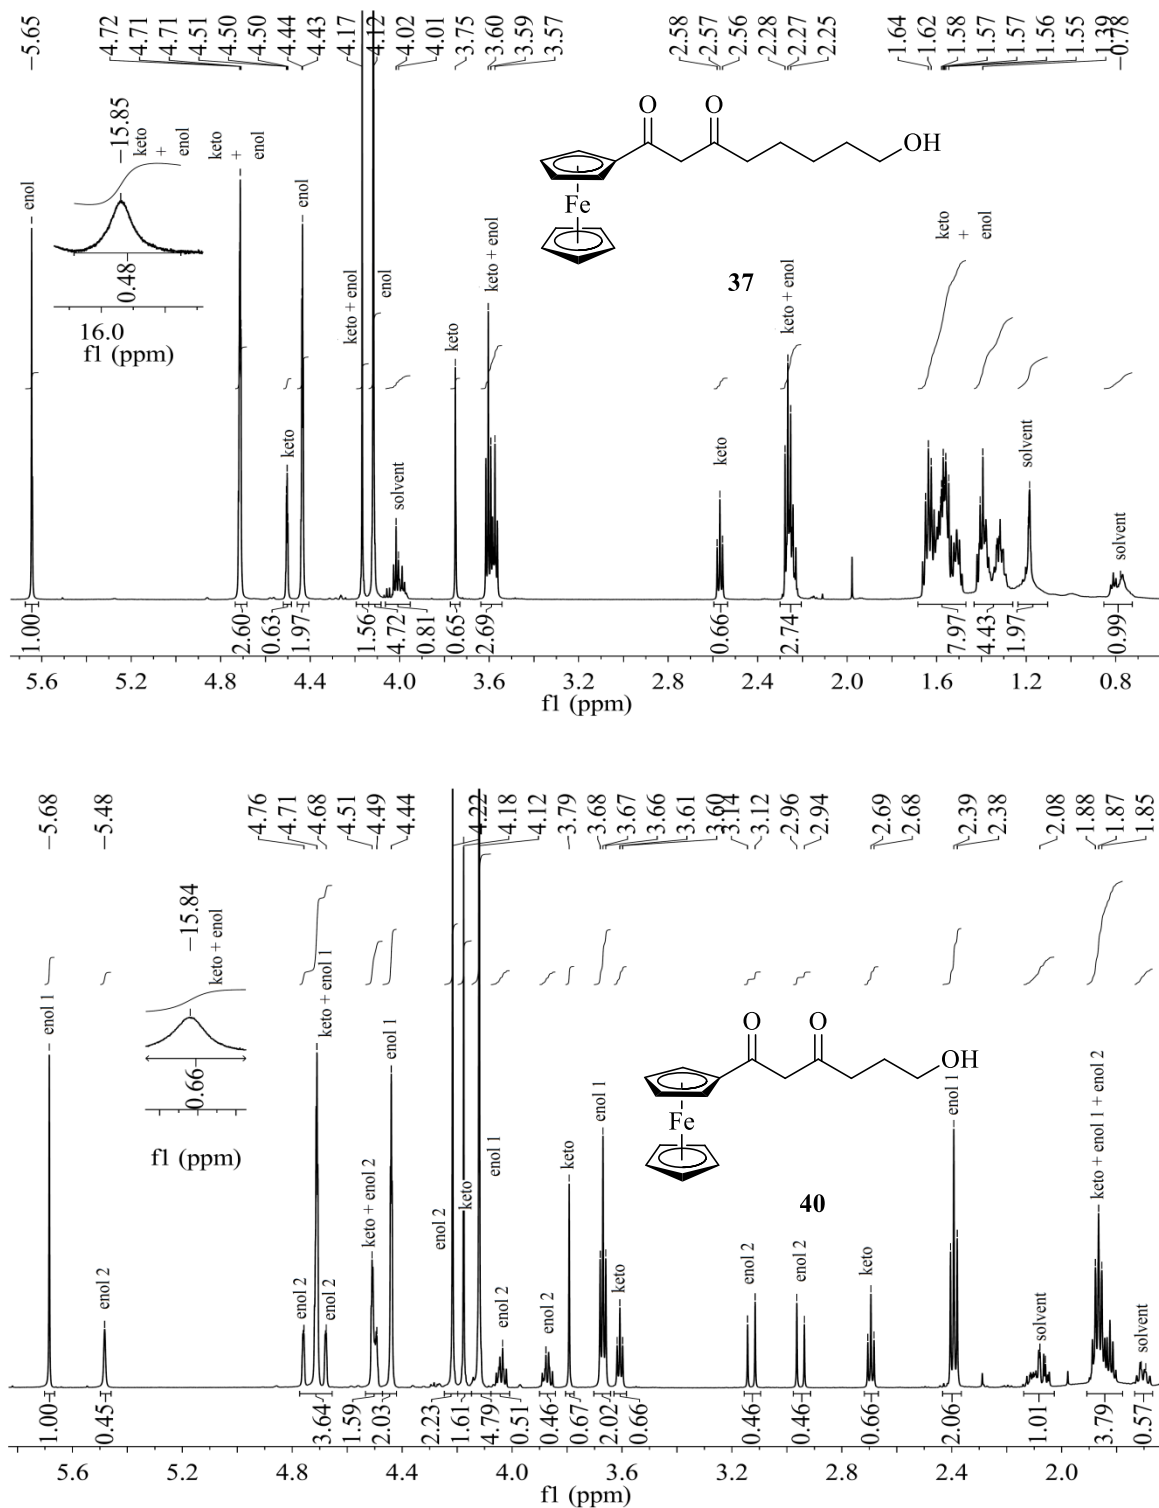 −5.65
4.72
4.71
4.71
4.51
4.50
4.50
4.44
4.43
4.17
4.12
4.02
4.01
3.75
3.60
3.59
3.57
2.58
2.57
2.56
2.28
2.27
2.25
1.64
1.62
1.58
1.57
1.57
1.56
1.55
1.39
−0.78
enol
−15.85
keto + enol
0.48
16.0
f1 (ppm)
keto + enol
keto
keto + enol
enol
solvent
keto
keto + enol
keto
keto + enol
keto + enol
solvent
solvent
O
O
OH
Fe
37
1.00
2.60
0.63
1.97
1.56
4.72
0.81
0.65
2.69
0.66
2.74
7.97
4.43
1.97
0.99
5.6 5.2 4.8 4.4 4.0 3.6 3.2 2.8 2.4 2.0 1.6 1.2 0.8
f1 (ppm)
−5.68
−5.48
4.76
4.71
4.68
4.51
4.49
4.44
4.22
4.18
4.12
3.79
3.68
3.67
3.66
3.61
3.60
3.14
3.12
2.96
2.94
2.69
2.68
2.39
2.38
2.08
1.88
1.87
1.85
enol 1
enol 2
−15.84
keto + enol
0.66
f1 (ppm)
enol 2
keto + enol 1
enol 2
keto + enol 2
enol 1
enol 2
keto
enol 1
enol 2
enol 2
keto
enol 1
keto
enol 2
enol 2
keto
enol 1
solvent
keto + enol 1 + enol 2
solvent
O
O
OH
Fe
40
1.00
0.45
3.64
1.59
2.03
2.23
1.61
4.79
0.51
0.46
0.67
2.02
0.66
0.46
0.46
0.66
2.06
1.01
3.79
0.57
5.6 5.2 4.8 4.4 4.0 3.6 3.2 2.8 2.4 2.0
f1 (ppm)